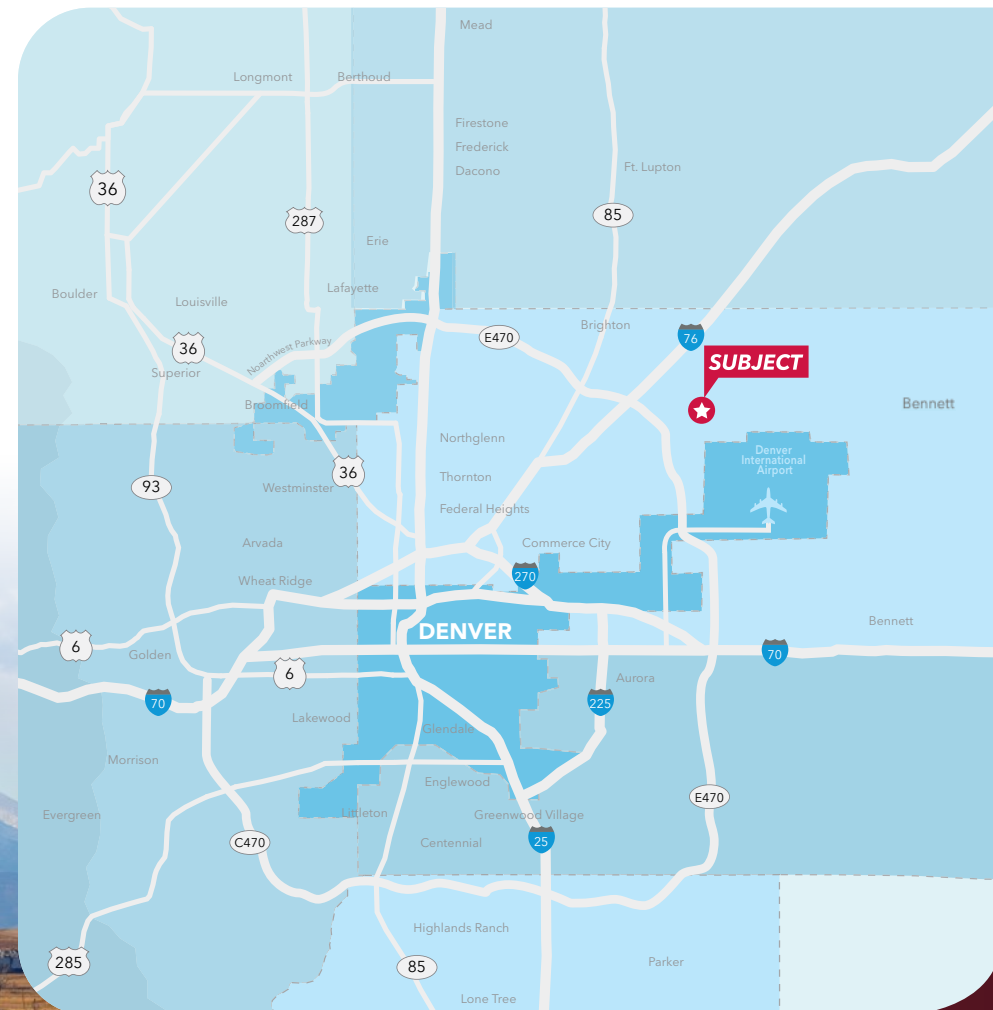 Mead
Longmont
Berthoud
Firestone
Frederick
Dacono
Ft. Lupton
36
287
85
Erie
Boulder
Louisville
Lafayette
Brighton
E470
76
36
Noarthwest Parkway
Superior
SUBJECT
Broomfield
Bennett
Northglenn
Denver
International
Airport
Thornton
36
93
Westminster
Federal Heights
Arvada
Commerce City
Wheat Ridge
270
DENVER
Bennett
6
Golden
70
6
Aurora
70
225
Lakewood
Glendale
Morrison
Englewood
E470
Evergreen
Littleton
Greenwood Village
C470
Centennial
25
Highlands Ranch
285
85
Parker
Lone Tree